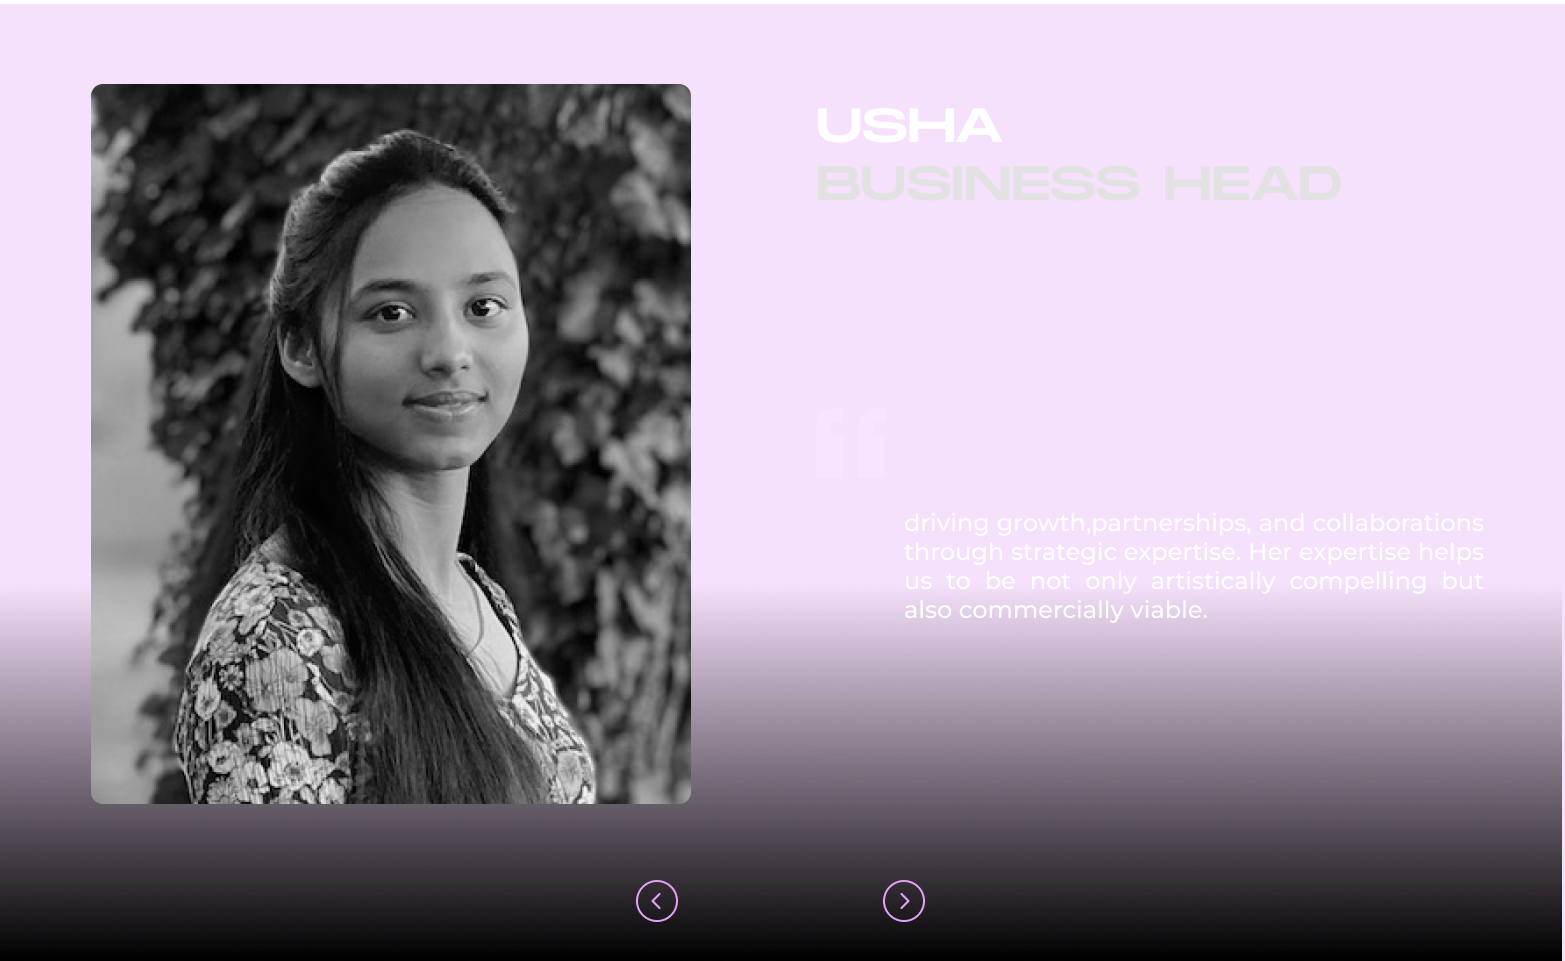 USHA
BUSINESS HEAD
“
driving growth,partnerships, and collaborations
through strategic expertise. Her expertise helps
us to be not only artistically compelling but
also commercially viable.